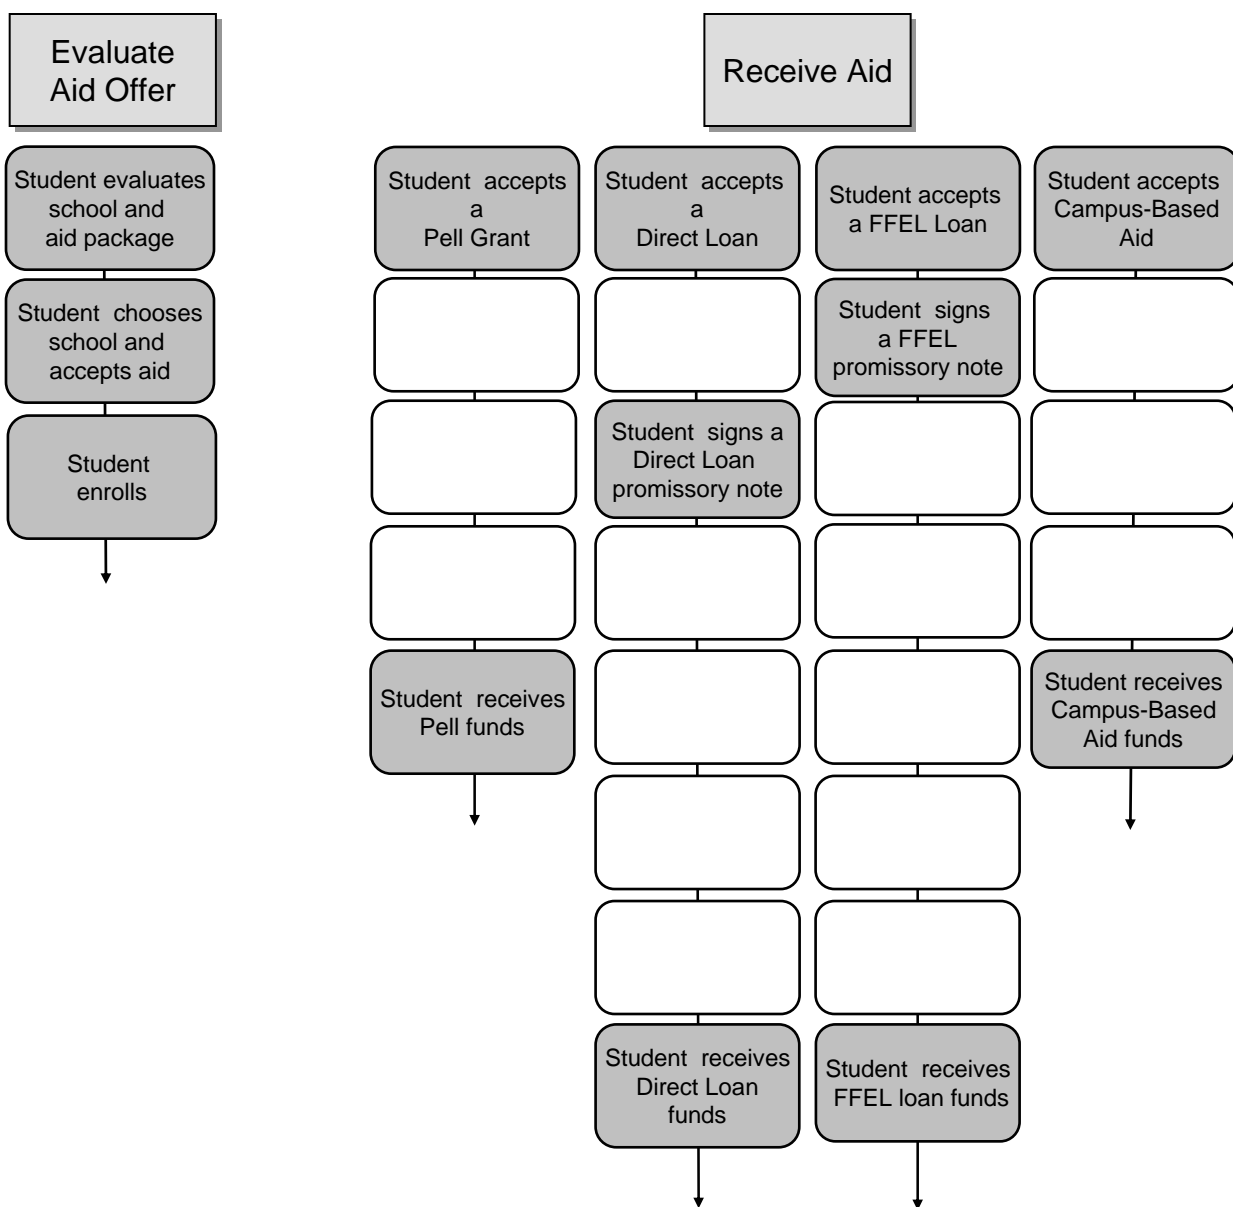 Evaluate
Aid Offer
Receive Aid
Student evaluates
school and
aid package
Student chooses
school and
accepts aid
Student
enrolls
Student accepts
a
Pell Grant
Student receives
Pell funds
Student accepts
a
Direct Loan
Student signs a
Direct Loan
promissory note
Student receives
Direct Loan
funds
Student accepts
a FFEL Loan
Student signs
a FFEL
promissory note
Student receives
FFEL loan funds
Student accepts
Campus-Based
Aid
Student receives
Campus-Based
Aid funds